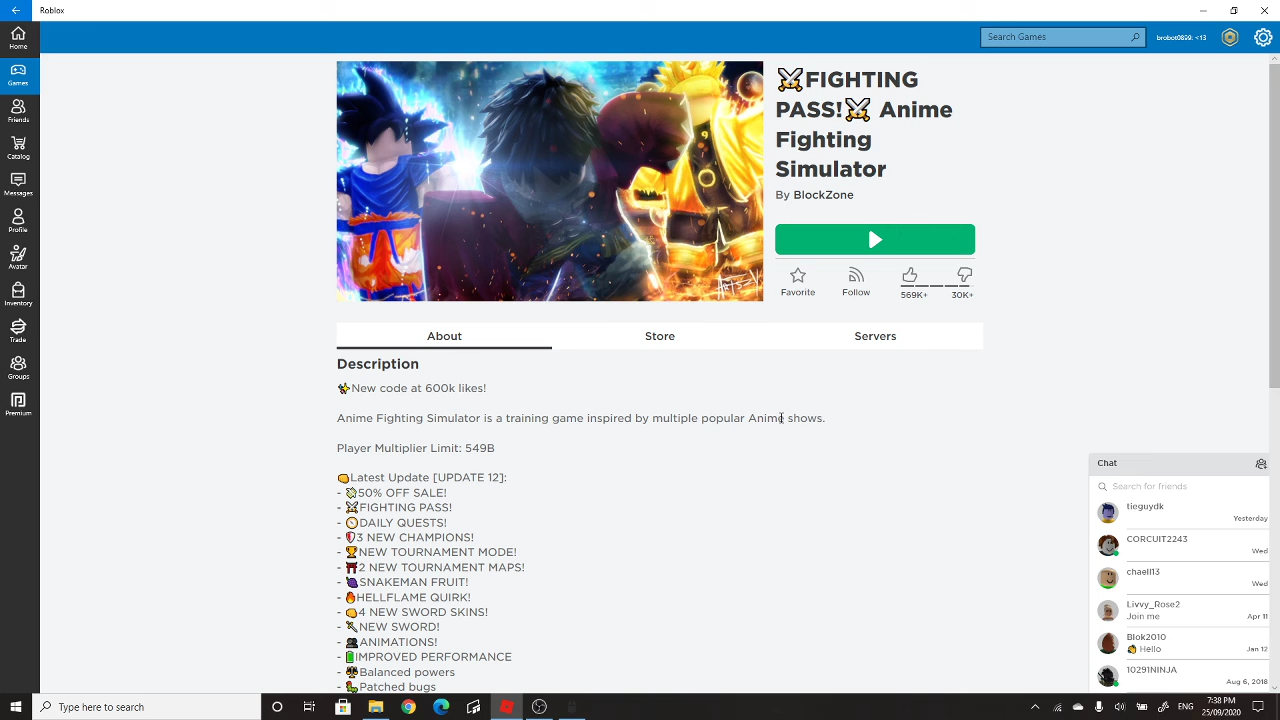 Roblox
Search Games
brobot0899: <13
Home
Games
Friends
Catalog
Messages
Profile
Avatar
Inventory
Trade
Groups
Premium
⚔️FIGHTING
PASS!⚔️ Anime
Fighting
Simulator
By BlockZone
Favorite
Follow
569K+
30K+
About
Store
Servers
Description
✨New code at 600k likes!
Anime Fighting Simulator is a training game inspired by multiple popular Anime shows.
Player Multiplier Limit: 549B
👊Latest Update [UPDATE 12]:
- 💥50% OFF SALE!
- ⚔️FIGHTING PASS!
- 🕒DAILY QUESTS!
- 🛡️3 NEW CHAMPIONS!
- 🏆NEW TOURNAMENT MODE!
- ⛩️2 NEW TOURNAMENT MAPS!
- 🍇SNAKEMAN FRUIT!
- 🔥HELLFLAME QUIRK!
- 👊4 NEW SWORD SKINS!
- 🗡️NEW SWORD!
- 👥ANIMATIONS!
- 🔋IMPROVED PERFORMANCE
- Balanced powers
- 🐛Patched bugs
Chat
Search for friends
tieguydk
Yesterday
CORCUIT2243
Wed
chaell13
Wed
Livvy_Rose2
Join me
Apr 11
Blok2010
👋 Hello
Jan 12
10291NINJA
Aug 6, 2018
Type here to search
7:38 PM
25/09/2020